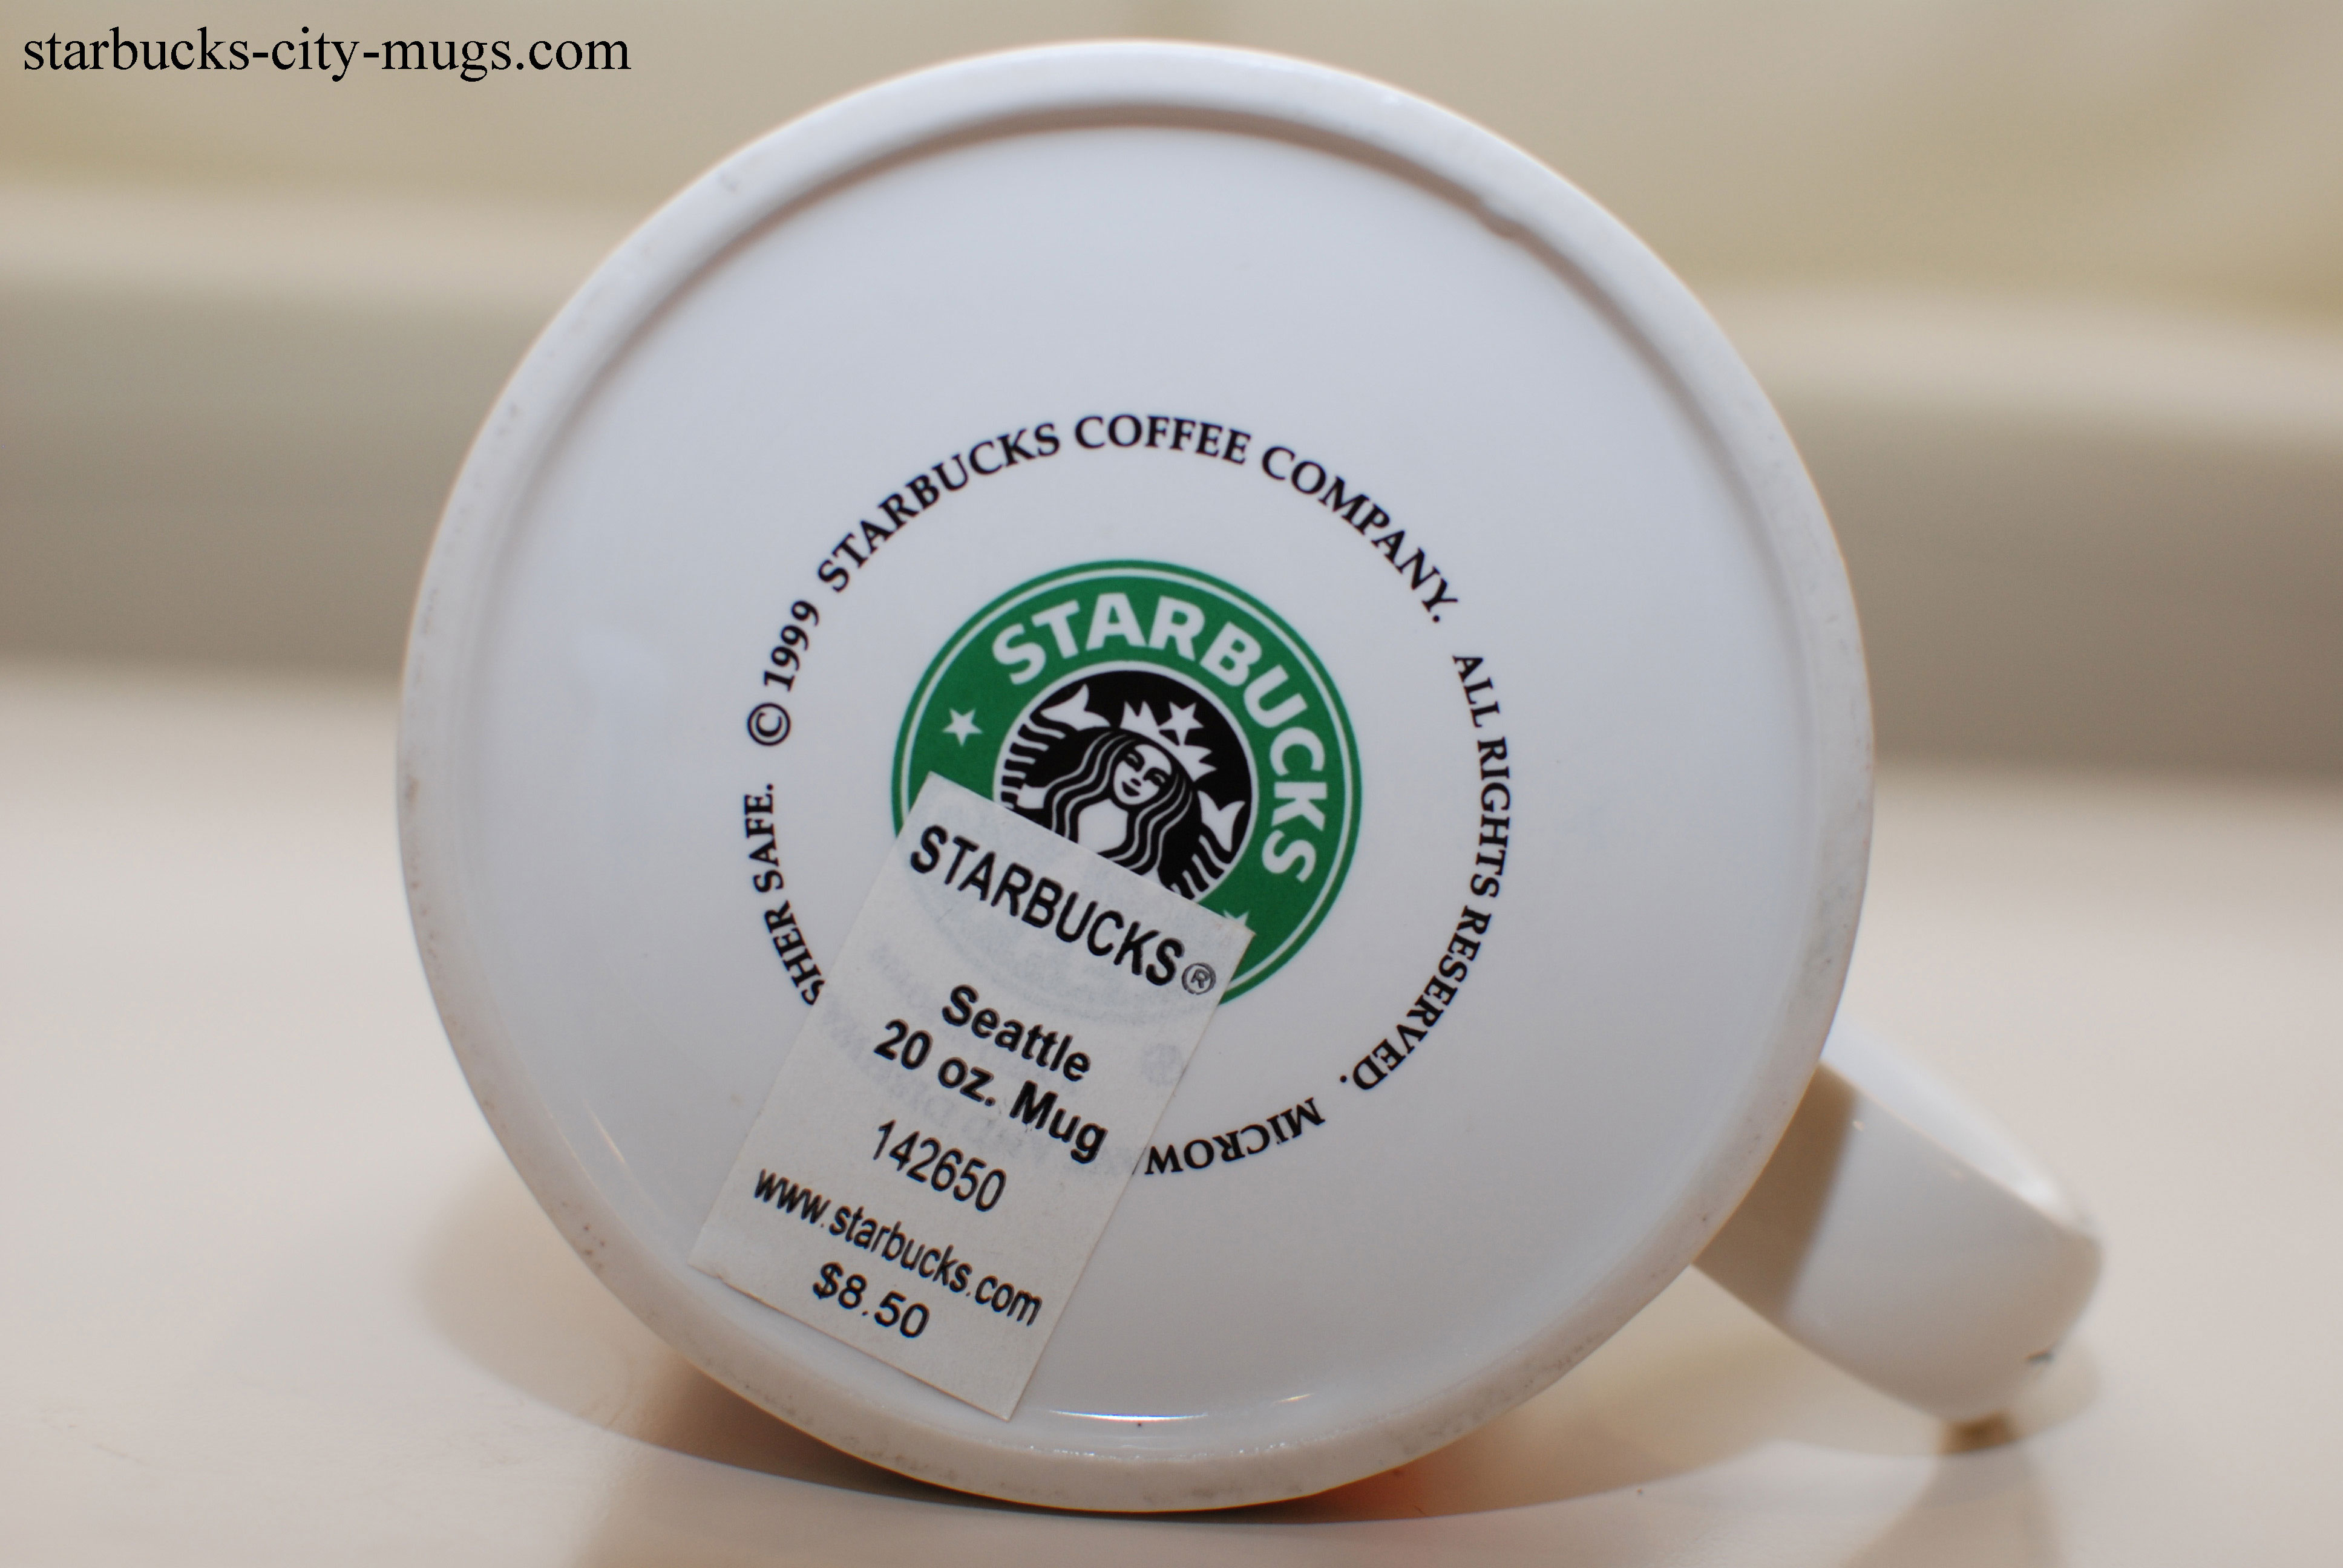 starbucks-city-mugs.com
© 1999 STARBUCKS COFFEE COMPANY. ALL RIGHTS RESERVED. MICROW
SHER SAFE.
STARBUCKS
STARBUCKS®
Seattle
20 oz. Mug
142650
www.starbucks.com
$8.50